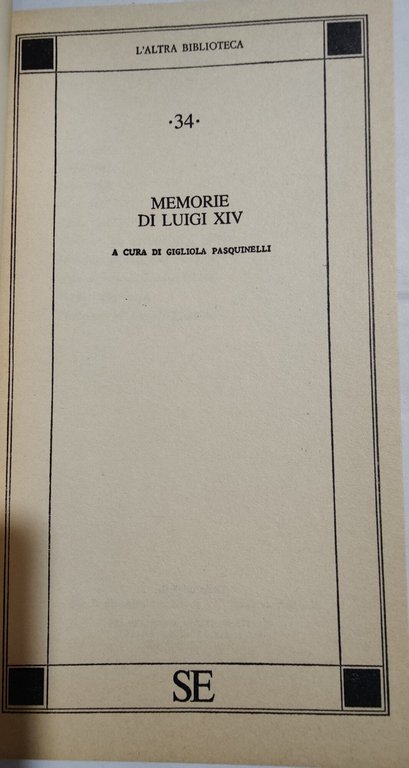 L'ALTRA BIBLIOTECA
·34·
MEMORIE
DI LUIGI XIV
A CURA DI GIGLIOLA PASQUINELLI
SE